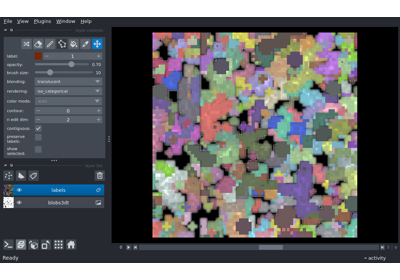 File View Plugins Window Help
label: 1
opacity: 0.70
brush size: 10
blending: translucent
rendering: iso_categorical
color mode:
contour: 0
n edit dim: 2
contiguous:
preserve labels:
show selected:
labels
blobs3dt
0
Ready
activity